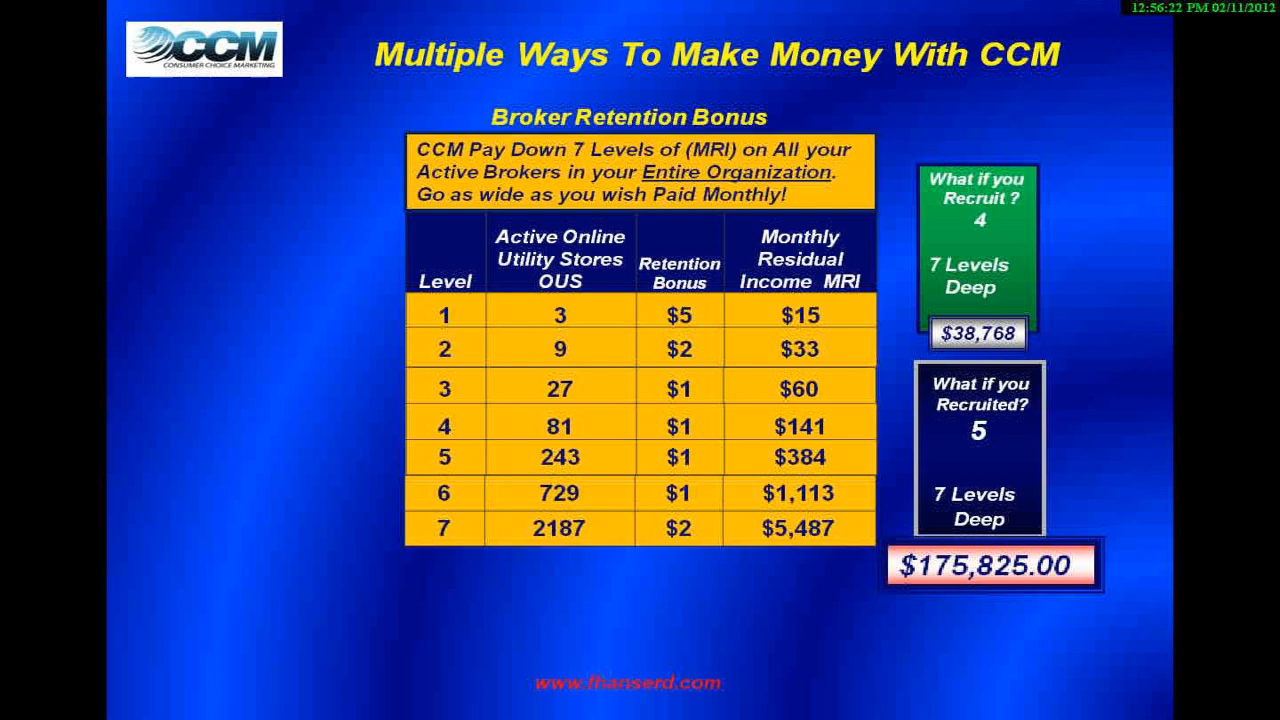 12:56:22 PM 02/11/2012
CCM
CONSUMER CHOICE MARKETING
Multiple Ways To Make Money With CCM
Broker Retention Bonus
CCM Pay Down 7 Levels of (MRI) on All your
Active Brokers in your Entire Organization.
Go as wide as you wish Paid Monthly!
Level Active Online Utility Stores OUS Retention Bonus Monthly Residual Income MRI
1 3 $5 $15
2 9 $2 $33
3 27 $1 $60
4 81 $1 $141
5 243 $1 $384
6 729 $1 $1,113
7 2187 $2 $5,487
What if you
Recruit ?
4
7 Levels
Deep
$38,768
What if you
Recruited?
5
7 Levels
Deep
$175,825.00
www.fhanserd.com